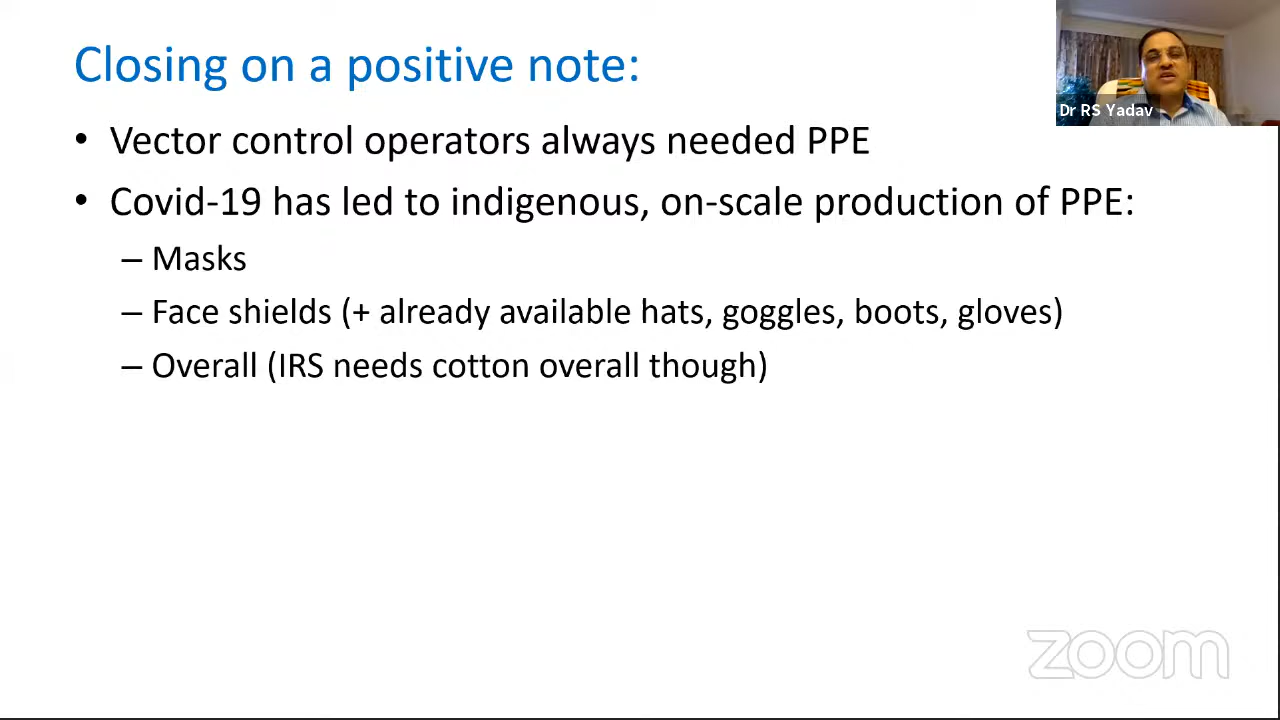 Closing on a positive note:
Dr RS Yadav
• Vector control operators always needed PPE
• Covid-19 has led to indigenous, on-scale production of PPE:
– Masks
– Face shields (+ already available hats, goggles, boots, gloves)
– Overall (IRS needs cotton overall though)
zoom